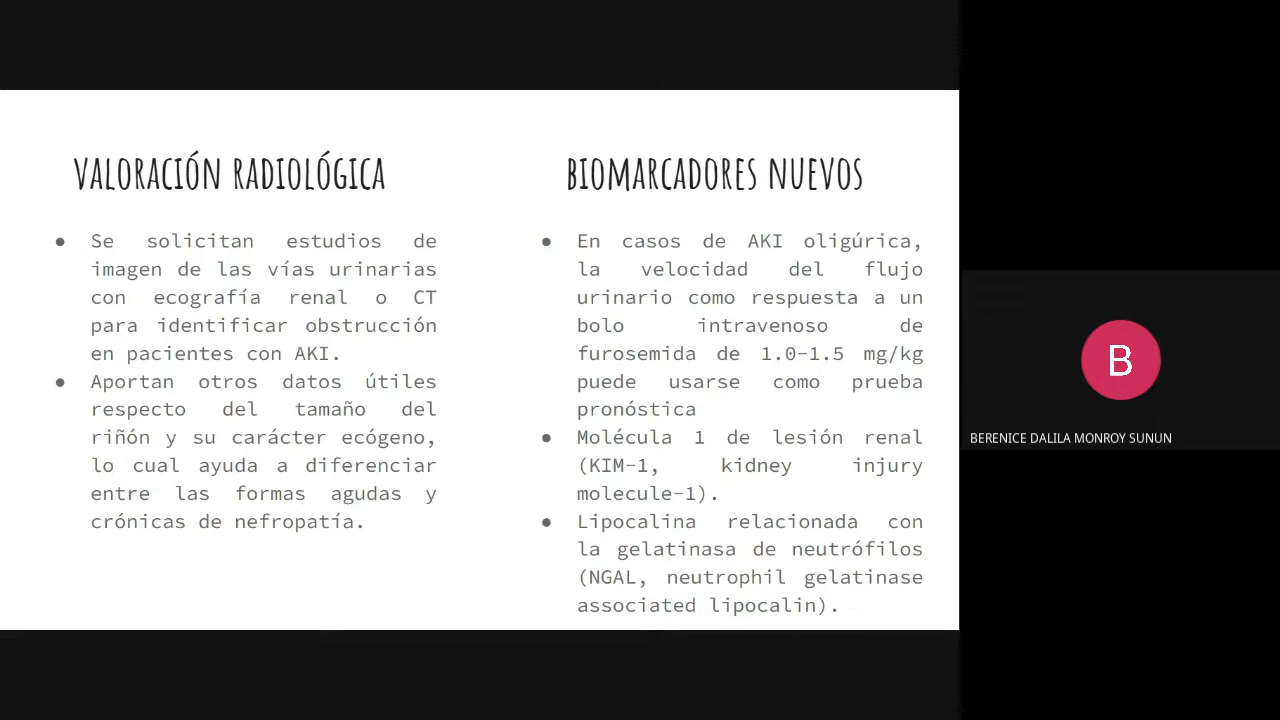 VALORACIÓN RADIOLÓGICA
● Se solicitan estudios de
imagen de las vías urinarias
con ecografía renal o CT
para identificar obstrucción
en pacientes con AKI.
● Aportan otros datos útiles
respecto del tamaño del
riñón y su carácter ecógeno,
lo cual ayuda a diferenciar
entre las formas agudas y
crónicas de nefropatía.
BIOMARCADORES NUEVOS
● En casos de AKI oligúrica,
la velocidad del flujo
urinario como respuesta a un
bolo intravenoso de
furosemida de 1.0-1.5 mg/kg
puede usarse como prueba
pronóstica
● Molécula 1 de lesión renal
(KIM-1, kidney injury
molecule-1).
● Lipocalina relacionada con
la gelatinasa de neutrófilos
(NGAL, neutrophil gelatinase
associated lipocalin).
B
BERENICE DALILA MONROY SUNUN